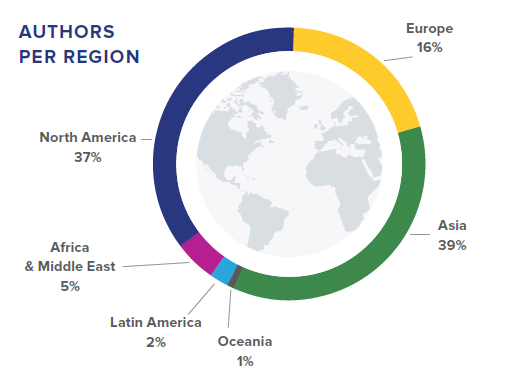 AUTHORS
PER REGION
Europe
16%
North America
37%
Asia
39%
Africa
& Middle East
5%
Latin America
2%
Oceania
1%